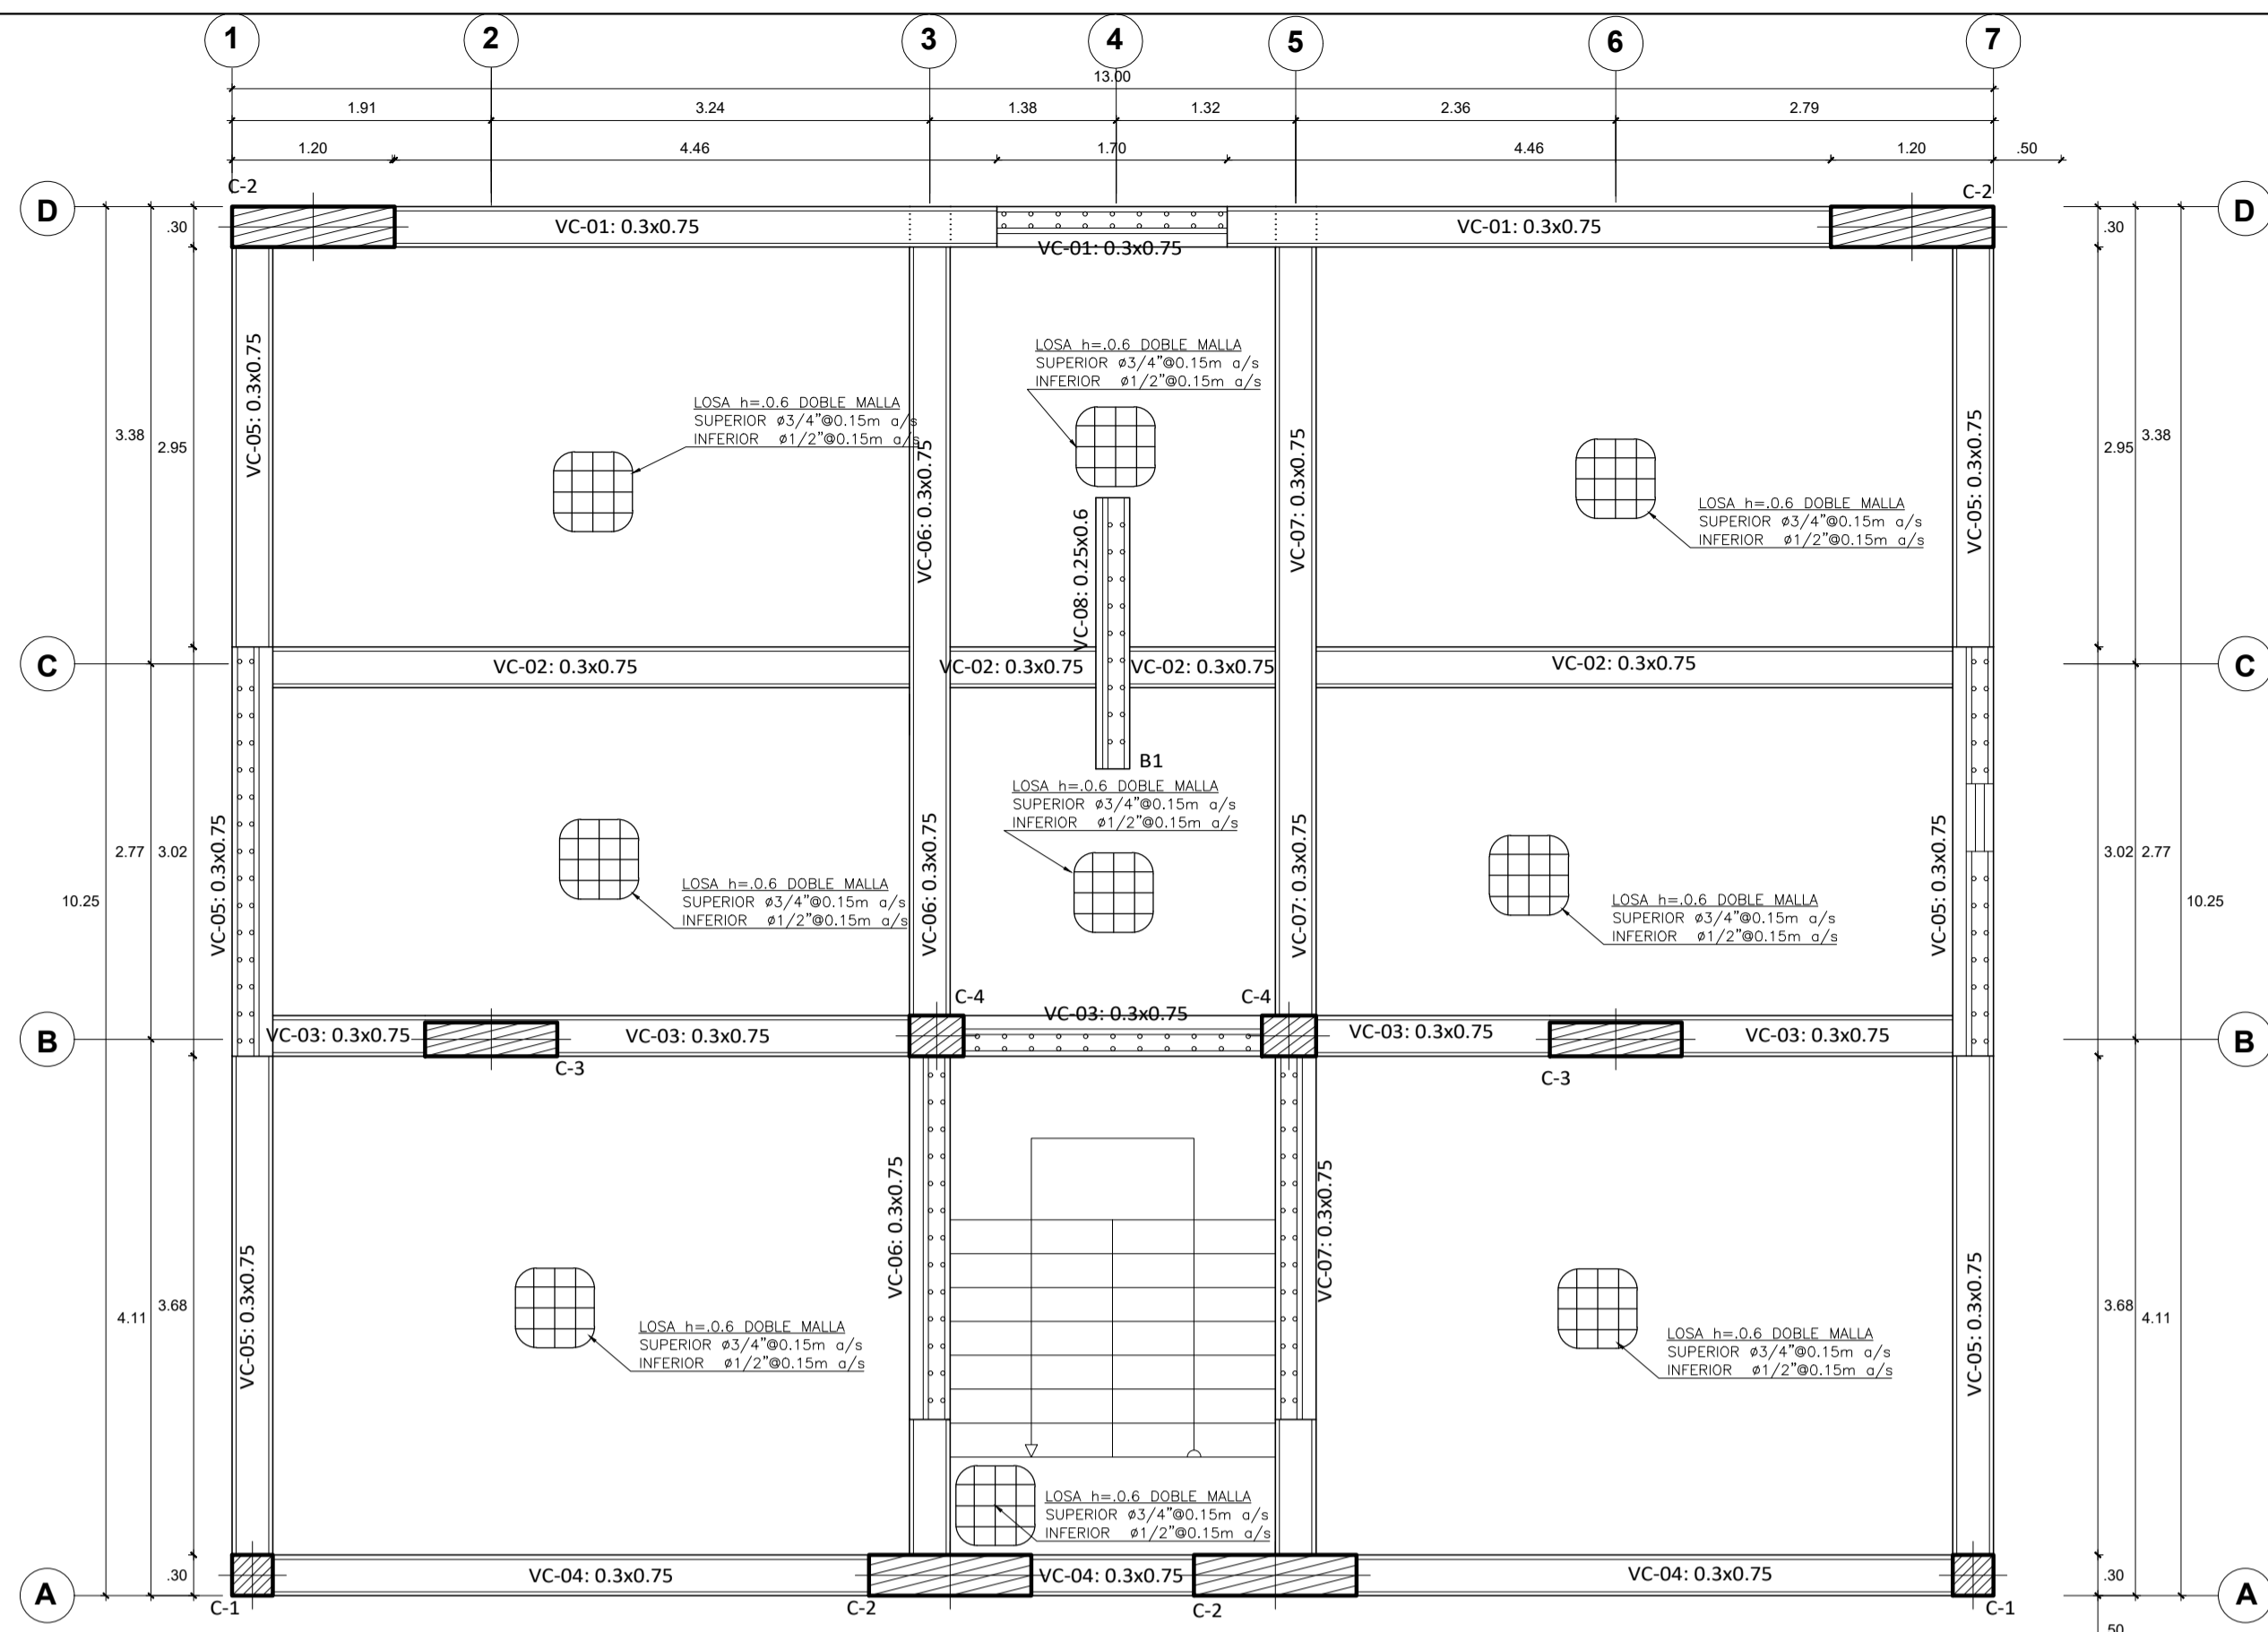 1 2 3 4 5 6 7
13.00
1.91 3.24 1.38 1.32 2.36 2.79
1.20 4.46 1.70 4.46 1.20 .50
C-2 C-2
D D
.30 VC-01: 0.3x0.75 VC-01: 0.3x0.75 .30
VC-01: 0.3x0.75
LOSA h=.0.6 DOBLE MALLA
SUPERIOR ø3/4"@0.15m a/s
INFERIOR ø1/2"@0.15m a/s
LOSA h=.0.6 DOBLE MALLA
SUPERIOR ø3/4"@0.15m a/s
INFERIOR ø1/2"@0.15m a/s
LOSA h=.0.6 DOBLE MALLA
SUPERIOR ø3/4"@0.15m a/s
INFERIOR ø1/2"@0.15m a/s
VC-05: 0.3x0.75
VC-06: 0.3x0.75
VC-07: 0.3x0.75
VC-05: 0.3x0.75
VC-08: 0.25x0.6
3.38 2.95 2.95 3.38
C C
VC-02: 0.3x0.75 VC-02: 0.3x0.75 VC-02: 0.3x0.75 VC-02: 0.3x0.75
B1
LOSA h=.0.6 DOBLE MALLA
SUPERIOR ø3/4"@0.15m a/s
INFERIOR ø1/2"@0.15m a/s
2.77 3.02 3.02 2.77
VC-05: 0.3x0.75
VC-06: 0.3x0.75
VC-07: 0.3x0.75
VC-05: 0.3x0.75
LOSA h=.0.6 DOBLE MALLA
SUPERIOR ø3/4"@0.15m a/s
INFERIOR ø1/2"@0.15m a/s
LOSA h=.0.6 DOBLE MALLA
SUPERIOR ø3/4"@0.15m a/s
INFERIOR ø1/2"@0.15m a/s
10.25 10.25
C-4 C-4
VC-03: 0.3x0.75
B B
VC-03: 0.3x0.75 VC-03: 0.3x0.75 VC-03: 0.3x0.75 VC-03: 0.3x0.75
C-3 C-3
VC-05: 0.3x0.75
VC-06: 0.3x0.75
VC-07: 0.3x0.75
VC-05: 0.3x0.75
4.11 3.68 3.68 4.11
LOSA h=.0.6 DOBLE MALLA
SUPERIOR ø3/4"@0.15m a/s
INFERIOR ø1/2"@0.15m a/s
LOSA h=.0.6 DOBLE MALLA
SUPERIOR ø3/4"@0.15m a/s
INFERIOR ø1/2"@0.15m a/s
LOSA h=.0.6 DOBLE MALLA
SUPERIOR ø3/4"@0.15m a/s
INFERIOR ø1/2"@0.15m a/s
.30 VC-04: 0.3x0.75 VC-04: 0.3x0.75 VC-04: 0.3x0.75 .30
A A
C-1 C-2 C-2 C-1
.50